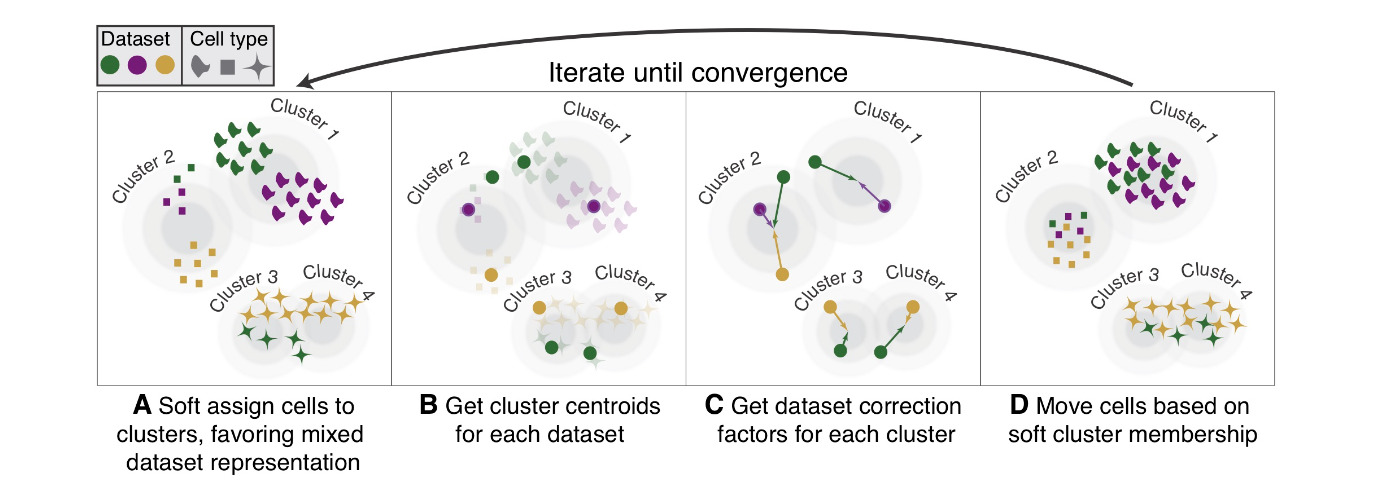 Dataset
Cell type
Iterate until convergence
Cluster 1
Cluster 2
Cluster 3
Cluster 4
Cluster 1
Cluster 2
Cluster 3
Cluster 4
Cluster 1
Cluster 2
Cluster 3
Cluster 4
Cluster 1
Cluster 2
Cluster 3
Cluster 4
A Soft assign cells to
clusters, favoring mixed
dataset representation
B Get cluster centroids
for each dataset
C Get dataset correction
factors for each cluster
D Move cells based on
soft cluster membership